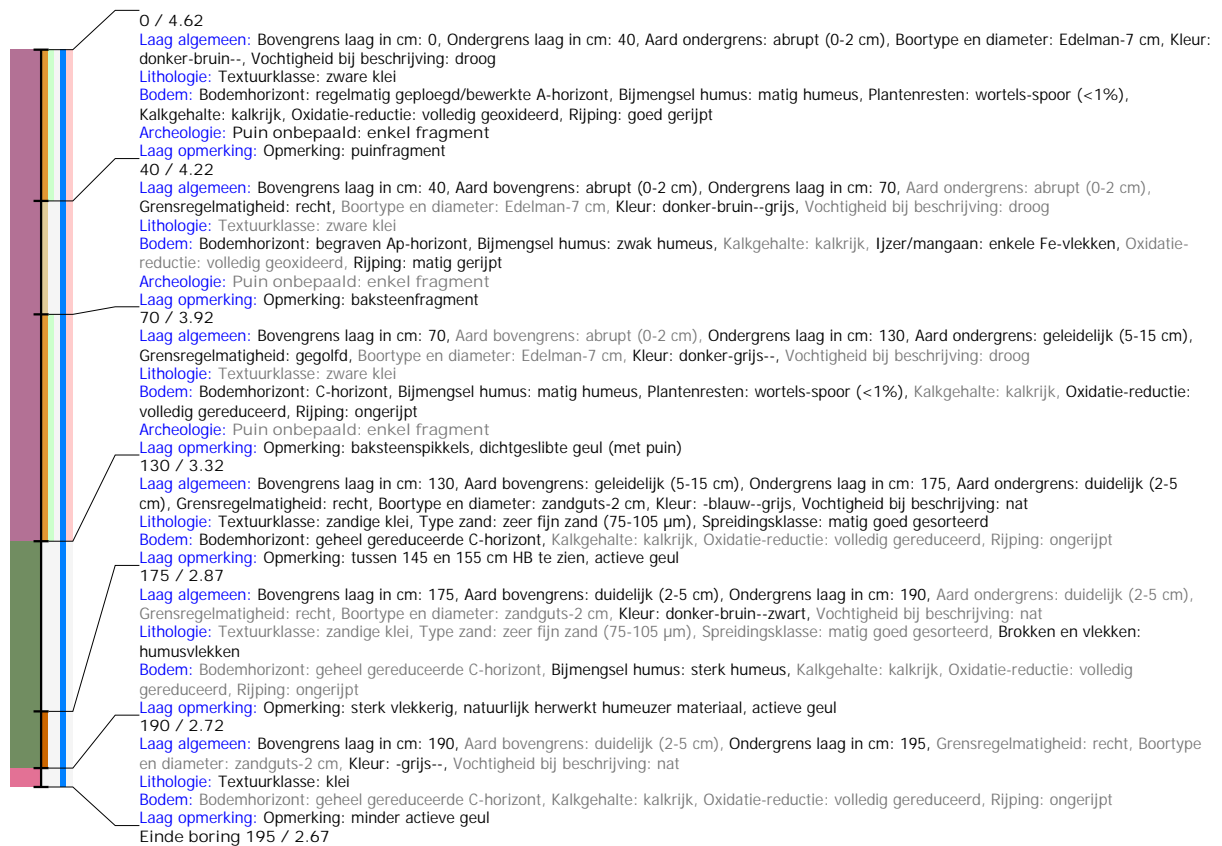 0 / 4.62
Laag algemeen: Bovengrens laag in cm: 0, Ondergrens laag in cm: 40, Aard ondergrens: abrupt (0-2 cm), Boortype en diameter: Edelman-7 cm, Kleur:
donker-bruin--, Vochtigheid bij beschrijving: droog
Lithologie: Textuurklasse: zware klei
Bodem: Bodemhorizont: regelmatig geploegd/bewerkte A-horizont, Bijmengsel humus: matig humeus, Plantenresten: wortels-spoor (<1%),
Kalkgehalte: kalkrijk, Oxidatie-reductie: volledig geoxideerd, Rijping: goed gerijpt
Archeologie: Puin onbepaald: enkel fragment
Laag opmerking: Opmerking: puinfragment
40 / 4.22
Laag algemeen: Bovengrens laag in cm: 40, Aard bovengrens: abrupt (0-2 cm), Ondergrens laag in cm: 70, Aard ondergrens: abrupt (0-2 cm),
Grensregelmatigheid: recht, Boortype en diameter: Edelman-7 cm, Kleur: donker-bruin--grijs, Vochtigheid bij beschrijving: droog
Lithologie: Textuurklasse: zware klei
Bodem: Bodemhorizont: begraven Ap-horizont, Bijmengsel humus: zwak humeus, Kalkgehalte: kalkrijk, Ijzer/mangaan: enkele Fe-vlekken, Oxidatie-
reductie: volledig geoxideerd, Rijping: matig gerijpt
Archeologie: Puin onbepaald: enkel fragment
Laag opmerking: Opmerking: baksteenfragment
70 / 3.92
Laag algemeen: Bovengrens laag in cm: 70, Aard bovengrens: abrupt (0-2 cm), Ondergrens laag in cm: 130, Aard ondergrens: geleidelijk (5-15 cm),
Grensregelmatigheid: gegolfd, Boortype en diameter: Edelman-7 cm, Kleur: donker-grijs--, Vochtigheid bij beschrijving: droog
Lithologie: Textuurklasse: zware klei
Bodem: Bodemhorizont: C-horizont, Bijmengsel humus: matig humeus, Plantenresten: wortels-spoor (<1%), Kalkgehalte: kalkrijk, Oxidatie-reductie:
volledig gereduceerd, Rijping: ongerijpt
Archeologie: Puin onbepaald: enkel fragment
Laag opmerking: Opmerking: baksteenspikkels, dichtgeslibte geul (met puin)
130 / 3.32
Laag algemeen: Bovengrens laag in cm: 130, Aard bovengrens: geleidelijk (5-15 cm), Ondergrens laag in cm: 175, Aard ondergrens: duidelijk (2-5
cm), Grensregelmatigheid: recht, Boortype en diameter: zandguts-2 cm, Kleur: -blauw--grijs, Vochtigheid bij beschrijving: nat
Lithologie: Textuurklasse: zandige klei, Type zand: zeer fijn zand (75-105 µm), Spreidingsklasse: matig goed gesorteerd
Bodem: Bodemhorizont: geheel gereduceerde C-horizont, Kalkgehalte: kalkrijk, Oxidatie-reductie: volledig gereduceerd, Rijping: ongerijpt
Laag opmerking: Opmerking: tussen 145 en 155 cm HB te zien, actieve geul
175 / 2.87
Laag algemeen: Bovengrens laag in cm: 175, Aard bovengrens: duidelijk (2-5 cm), Ondergrens laag in cm: 190, Aard ondergrens: duidelijk (2-5 cm),
Grensregelmatigheid: recht, Boortype en diameter: zandguts-2 cm, Kleur: donker-bruin--zwart, Vochtigheid bij beschrijving: nat
Lithologie: Textuurklasse: zandige klei, Type zand: zeer fijn zand (75-105 µm), Spreidingsklasse: matig goed gesorteerd, Brokken en vlekken:
humusvlekken
Bodem: Bodemhorizont: geheel gereduceerde C-horizont, Bijmengsel humus: sterk humeus, Kalkgehalte: kalkrijk, Oxidatie-reductie: volledig
gereduceerd, Rijping: ongerijpt
Laag opmerking: Opmerking: sterk vlekkerig, natuurlijk herwerkt humeuzer materiaal, actieve geul
190 / 2.72
Laag algemeen: Bovengrens laag in cm: 190, Aard bovengrens: duidelijk (2-5 cm), Ondergrens laag in cm: 195, Grensregelmatigheid: recht, Boortype
en diameter: zandguts-2 cm, Kleur: -grijs--, Vochtigheid bij beschrijving: nat
Lithologie: Textuurklasse: klei
Bodem: Bodemhorizont: geheel gereduceerde C-horizont, Kalkgehalte: kalkrijk, Oxidatie-reductie: volledig gereduceerd, Rijping: ongerijpt
Laag opmerking: Opmerking: minder actieve geul
Einde boring 195 / 2.67